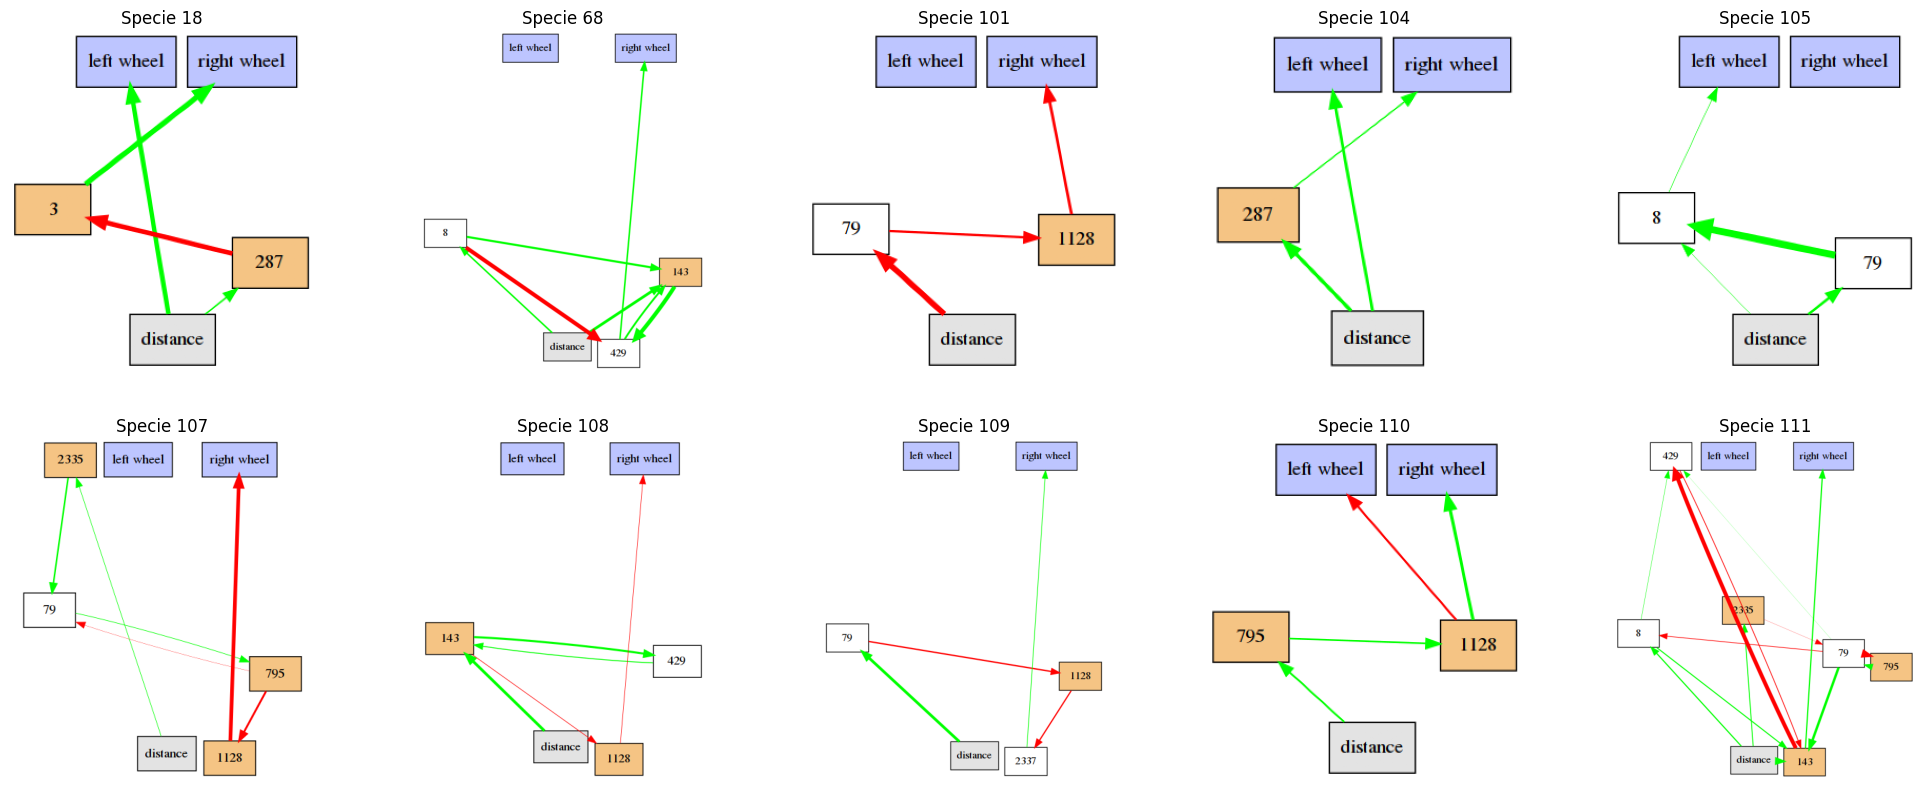 Specie 18
left wheel
right wheel
3
287
distance
Specie 68
left wheel
right wheel
8
143
distance
429
Specie 101
left wheel
right wheel
79
1128
distance
Specie 104
left wheel
right wheel
287
distance
Specie 105
left wheel
right wheel
8
79
distance
Specie 107
2335
left wheel
right wheel
79
795
distance
1128
Specie 108
left wheel
right wheel
143
429
distance
1128
Specie 109
left wheel
right wheel
79
1128
distance
2337
Specie 110
left wheel
right wheel
795
1128
distance
Specie 111
429
left wheel
right wheel
2335
8
79
795
distance
143